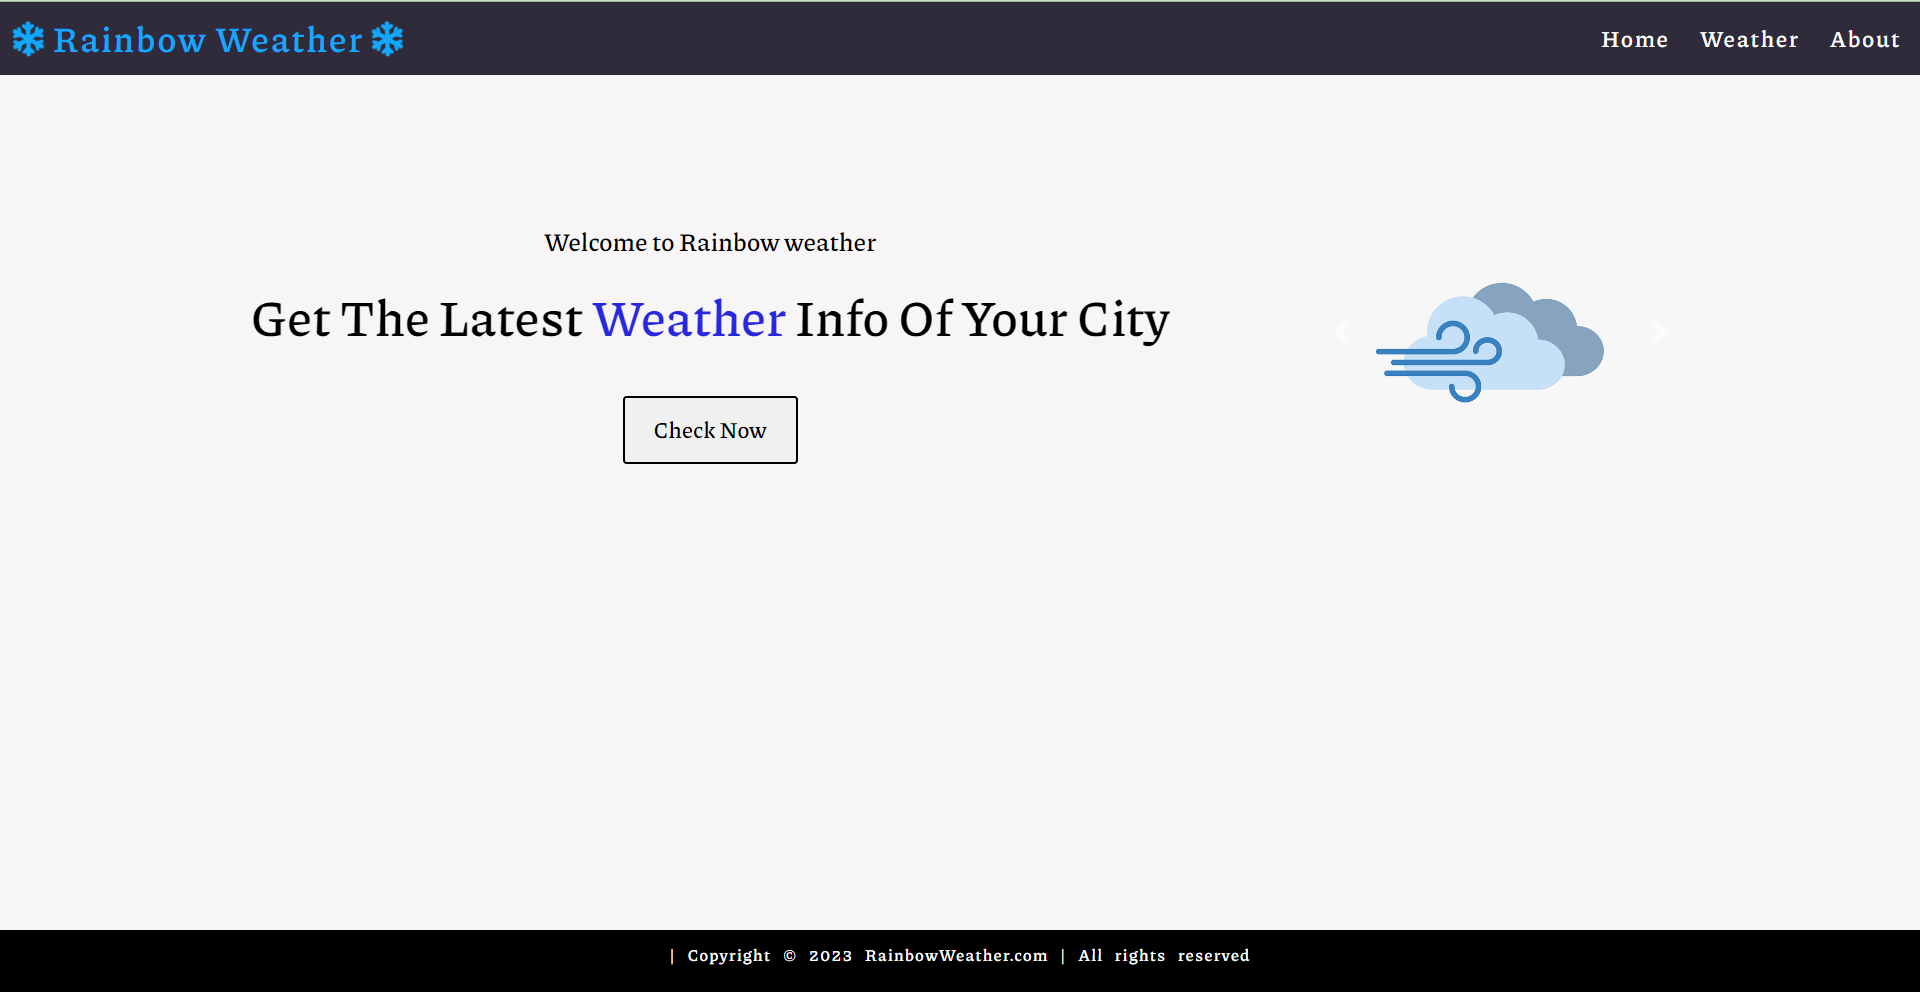 Rainbow Weather
Home Weather About
Welcome to Rainbow weather
Get The Latest Weather Info Of Your City
Check Now
| Copyright © 2023 RainbowWeather.com | All rights reserved